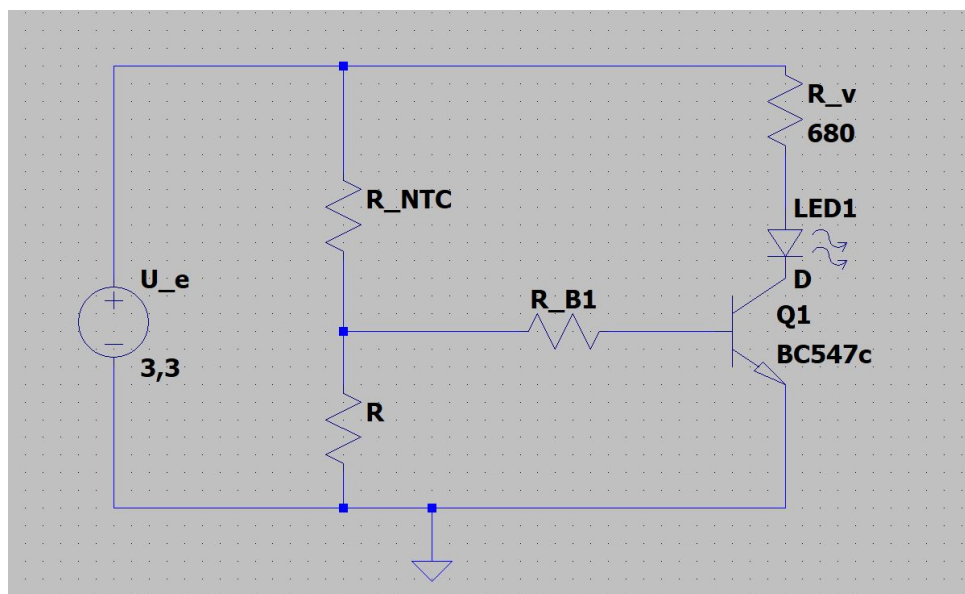 R_v
680
R_NTC
LED1
D
U_e
3,3
R_B1
Q1
BC547c
R